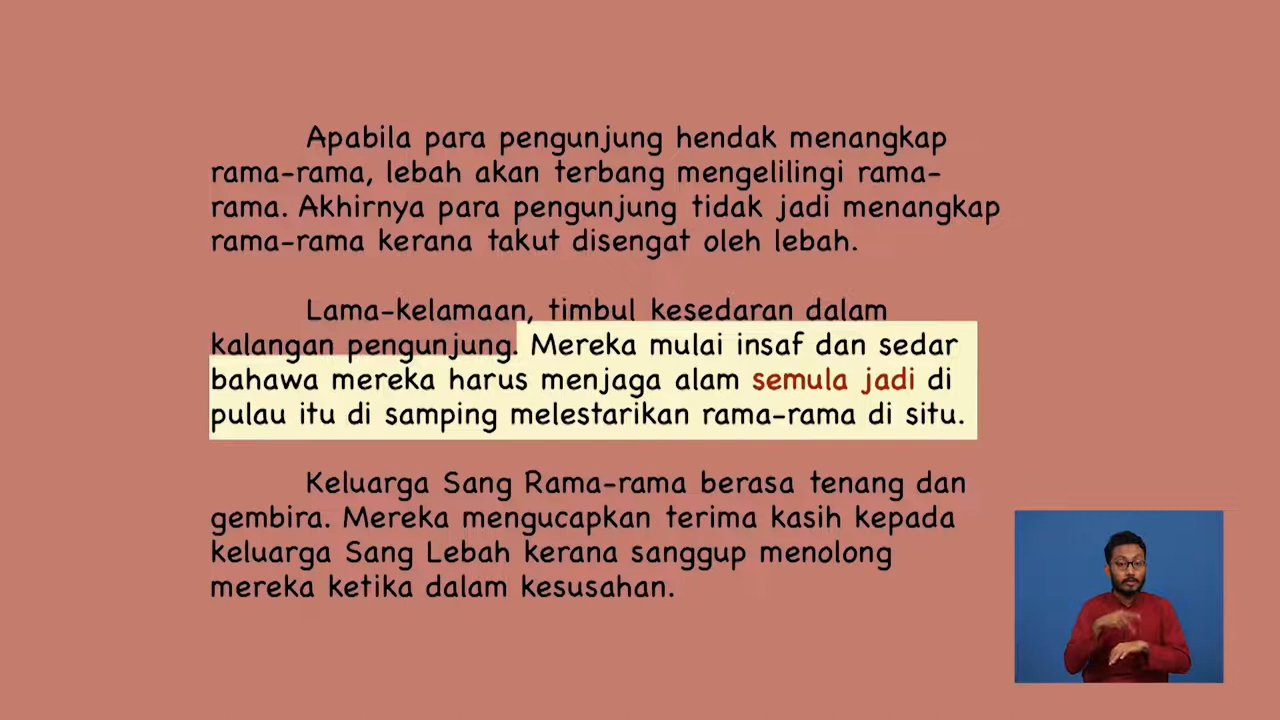 Apabila para pengunjung hendak menangkap
rama-rama, lebah akan terbang mengelilingi rama-
rama. Akhirnya para pengunjung tidak jadi menangkap
rama-rama kerana takut disengat oleh lebah.
Lama-kelamaan, timbul kesedaran dalam
kalangan pengunjung. Mereka mulai insaf dan sedar
bahawa mereka harus menjaga alam semula jadi di
pulau itu di samping melestarikan rama-rama di situ.
Keluarga Sang Rama-rama berasa tenang dan
gembira. Mereka mengucapkan terima kasih kepada
keluarga Sang Lebah kerana sanggup menolong
mereka ketika dalam kesusahan.